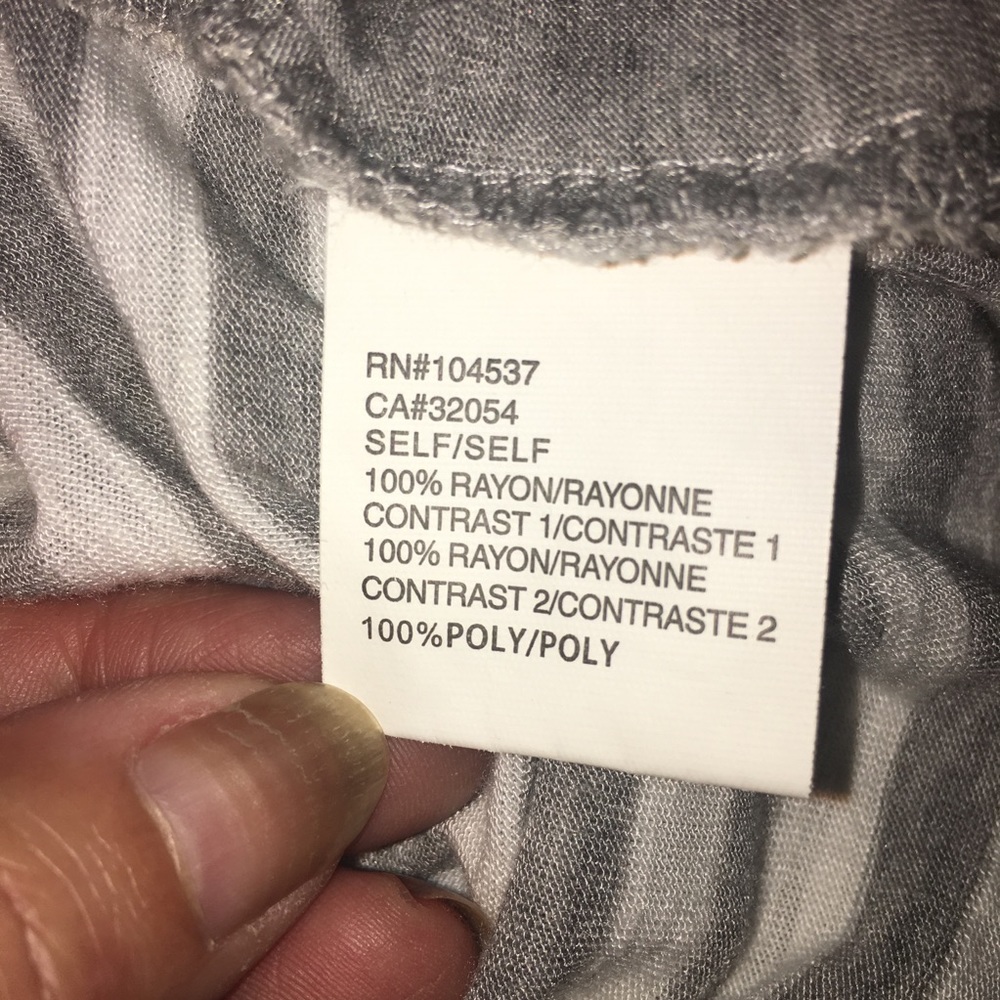 RN#104537
CA#32054
SELF/SELF
100% RAYON/RAYONNE
CONTRAST 1/CONTRASTE 1
100% RAYON/RAYONNE
CONTRAST 2/CONTRASTE 2
100%POLY/POLY